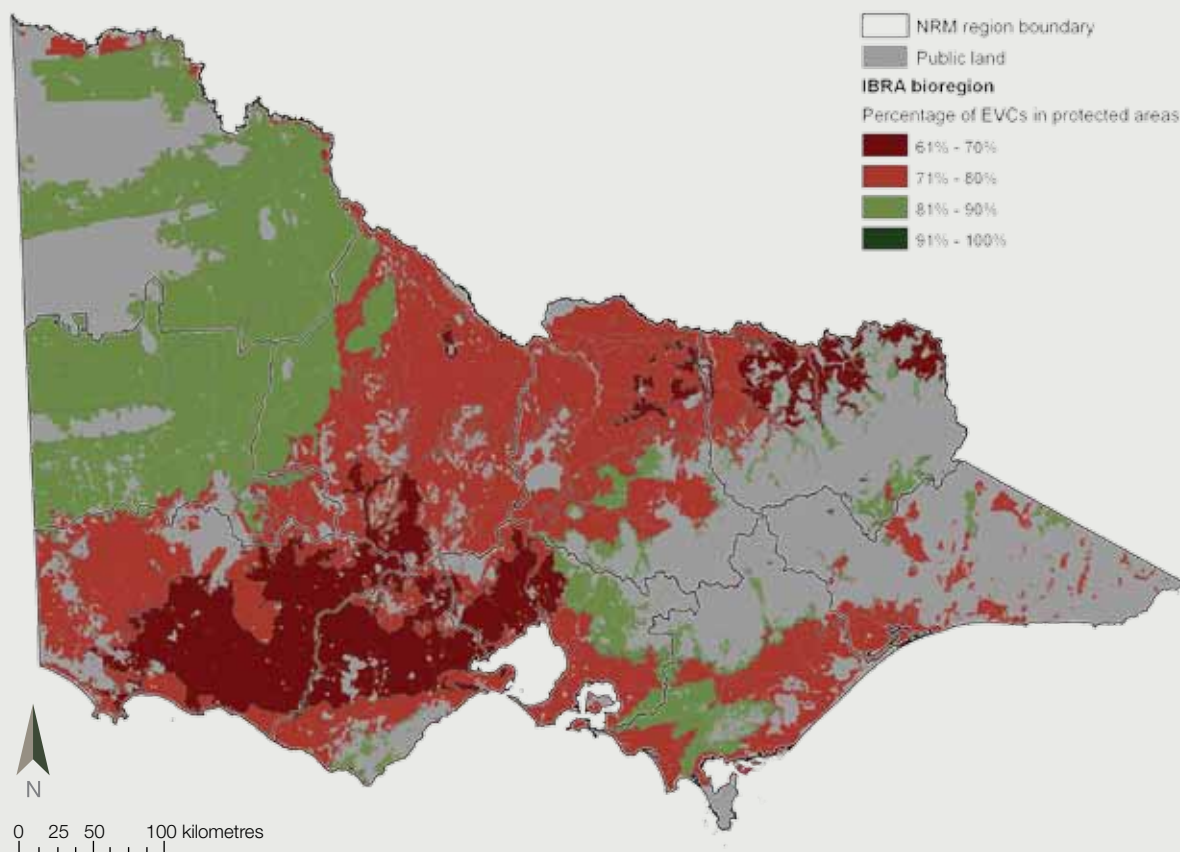 NRM region boundary
Public land
IBRA bioregion
Percentage of EVCs in protected areas
61% - 70%
71% - 80%
81% - 90%
91% - 100%
N
0 25 50 100 kilometres